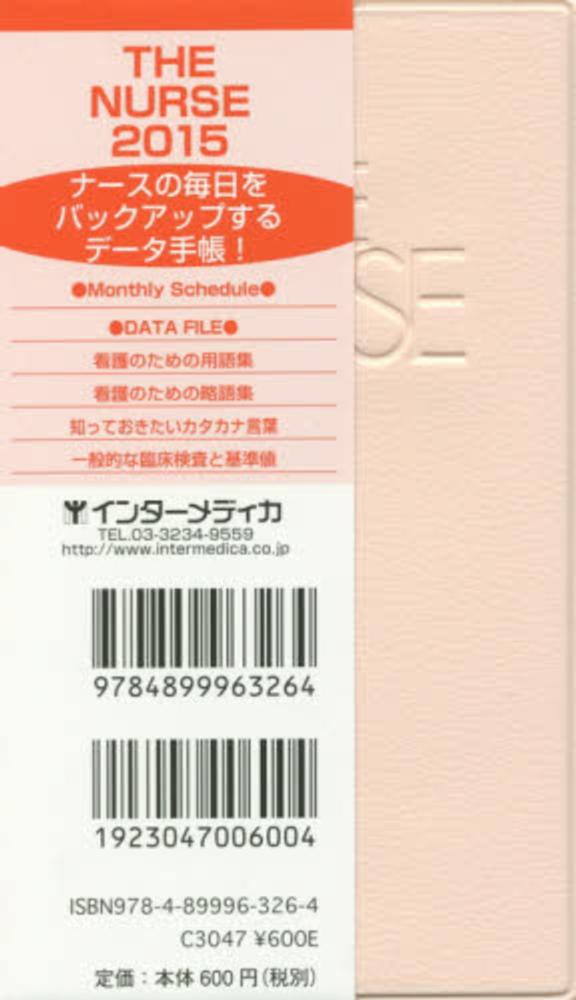 THE
NURSE
2015
ナースの毎日を
バックアップする
データ手帳！
●Monthly Schedule●
●DATA FILE●
看護のための用語集
看護のための略語集
知っておきたいカタカナ言葉
一般的な臨床検査と基準値
インターメディカ
TEL.03-3234-9559
http://www.intermedica.co.jp
9784899963264
1923047006004
ISBN978-4-89996-326-4
C3047 ¥600E
定価：本体600円（税別）
SE